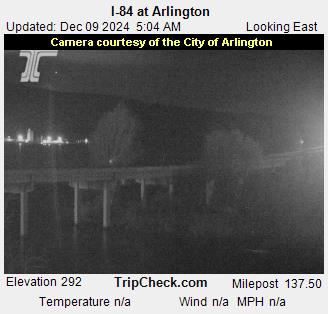 I-84 at Arlington
Updated: Dec 09 2024 5:04 AM Looking East
Camera courtesy of the City of Arlington
Elevation 292 TripCheck.com Milepost 137.50
Temperature n/a Wind n/a MPH n/a